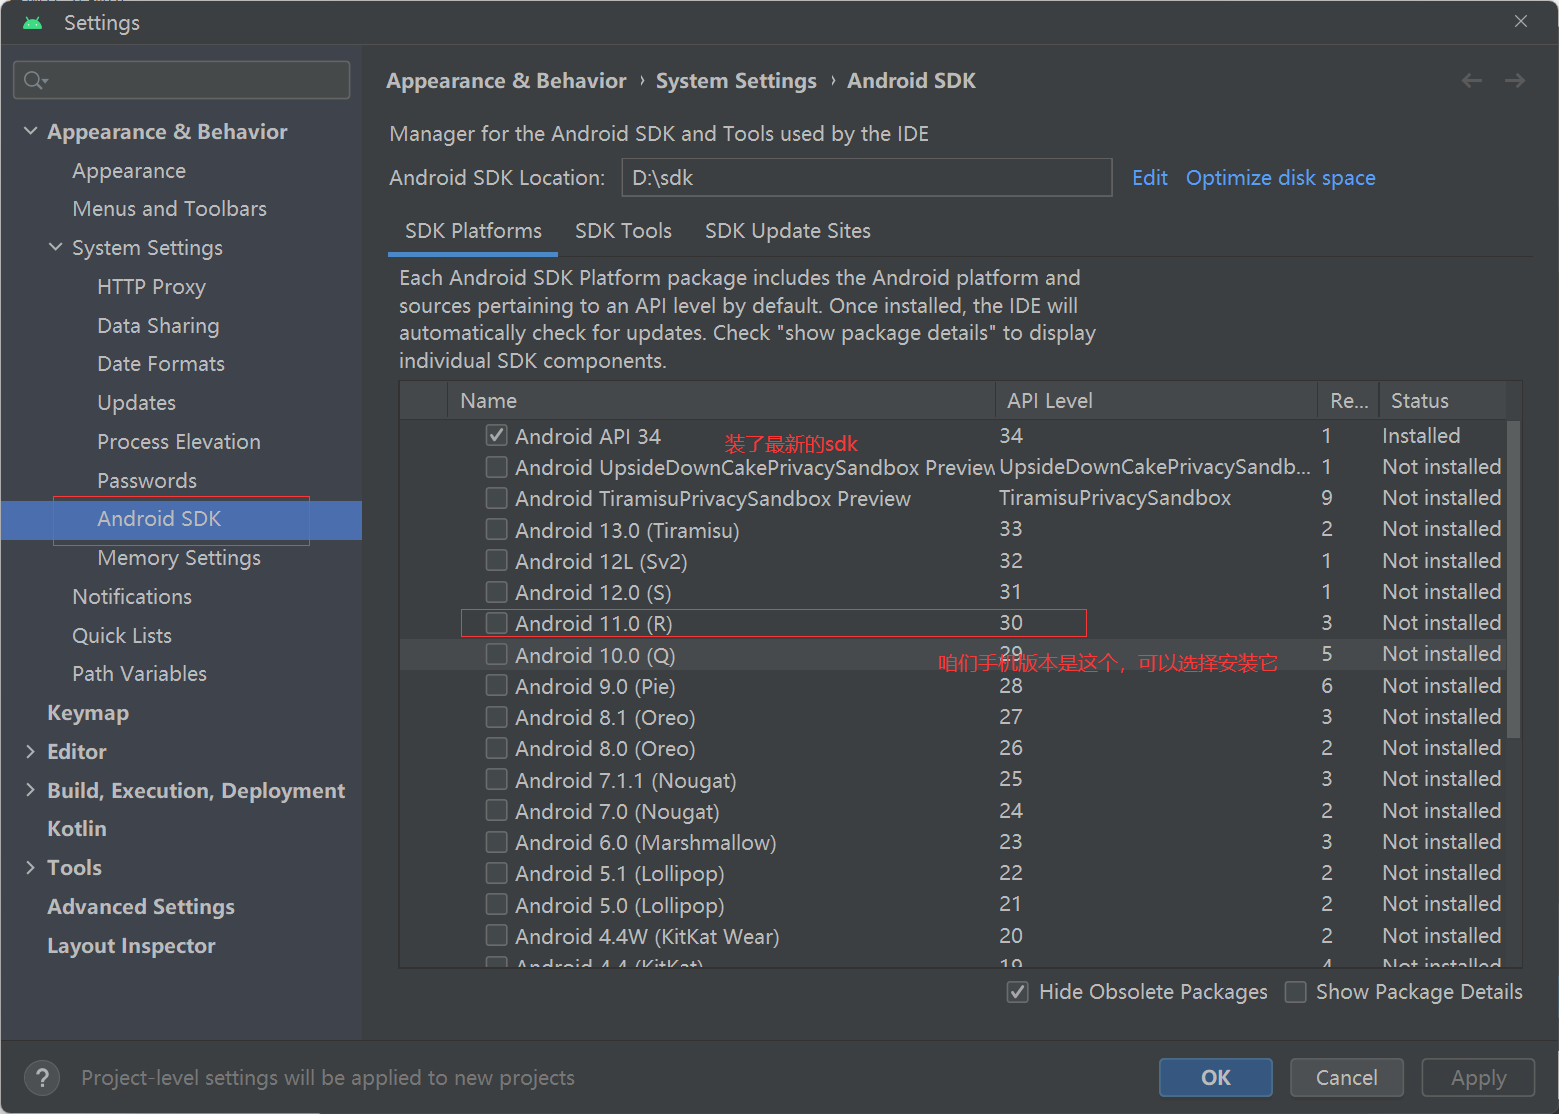 Settings
Appearance & Behavior
Appearance
Menus and Toolbars
System Settings
HTTP Proxy
Data Sharing
Date Formats
Updates
Process Elevation
Passwords
Android SDK
Memory Settings
Notifications
Quick Lists
Path Variables
Keymap
Editor
Build, Execution, Deployment
Kotlin
Tools
Advanced Settings
Layout Inspector
Appearance & Behavior › System Settings › Android SDK
Manager for the Android SDK and Tools used by the IDE
Android SDK Location: D:\sdk Edit Optimize disk space
SDK Platforms SDK Tools SDK Update Sites
Each Android SDK Platform package includes the Android platform and
sources pertaining to an API level by default. Once installed, the IDE will
automatically check for updates. Check "show package details" to display
individual SDK components.
Name API Level Re... Status
Android API 34 装了最新的sdk 34 1 Installed
Android UpsideDownCakePrivacySandbox Preview UpsideDownCakePrivacySandb... 1 Not installed
Android TiramisuPrivacySandbox Preview TiramisuPrivacySandbox 9 Not installed
Android 13.0 (Tiramisu) 33 2 Not installed
Android 12L (Sv2) 32 1 Not installed
Android 12.0 (S) 31 1 Not installed
Android 11.0 (R) 30 3 Not installed
Android 10.0 (Q) 29 5 Not installed
咱们手机版本是这个，可以选择安装它
Android 9.0 (Pie) 28 6 Not installed
Android 8.1 (Oreo) 27 3 Not installed
Android 8.0 (Oreo) 26 2 Not installed
Android 7.1.1 (Nougat) 25 3 Not installed
Android 7.0 (Nougat) 24 2 Not installed
Android 6.0 (Marshmallow) 23 3 Not installed
Android 5.1 (Lollipop) 22 2 Not installed
Android 5.0 (Lollipop) 21 2 Not installed
Android 4.4W (KitKat Wear) 20 2 Not installed
Android 4.4 (KitKat) 19 4 Not installed
Hide Obsolete Packages Show Package Details
? Project-level settings will be applied to new projects
OK Cancel Apply